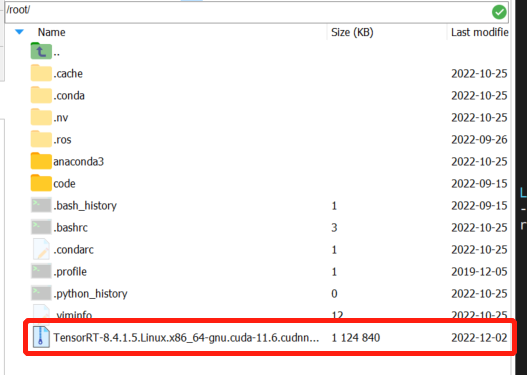 /root/
Name Size (KB) Last modifie
..
.cache 2022-10-25
.conda 2022-10-25
.nv 2022-10-25
.ros 2022-09-26
anaconda3 2022-10-25
code 2022-09-15
.bash_history 1 2022-09-15
.bashrc 3 2022-10-25
.condarc 1 2022-10-25
.profile 1 2019-12-05
.python_history 0 2022-10-25
.viminfo 12 2022-10-25
TensorRT-8.4.1.5.Linux.x86_64-gnu.cuda-11.6.cudnn... 1 124 840 2022-12-02